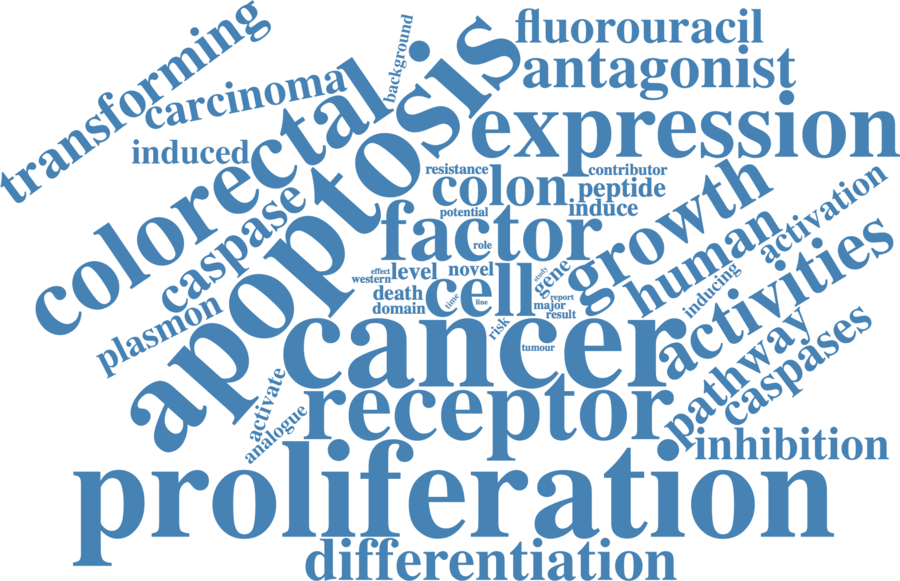 transforming
background
fluorouracil
carcinoma
antagonist
colorectal
apoptosis
expression
induced
resistance
contributor
colon
peptide
potential
induce
caspase
factor
role
growth
human
activation
activities
effect
western
level
novel
study
gene
death
domain
cell
time
line
report
major
result
inducing
plasmon
risk
tumour
cancer
pathway
caspases
activate
analogue
receptor
inhibition
proliferation
differentiation